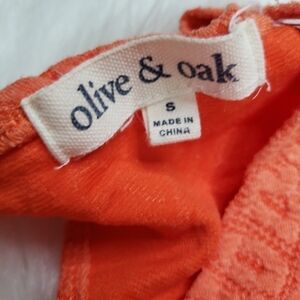 olive & oak
S
MADE IN
CHINA